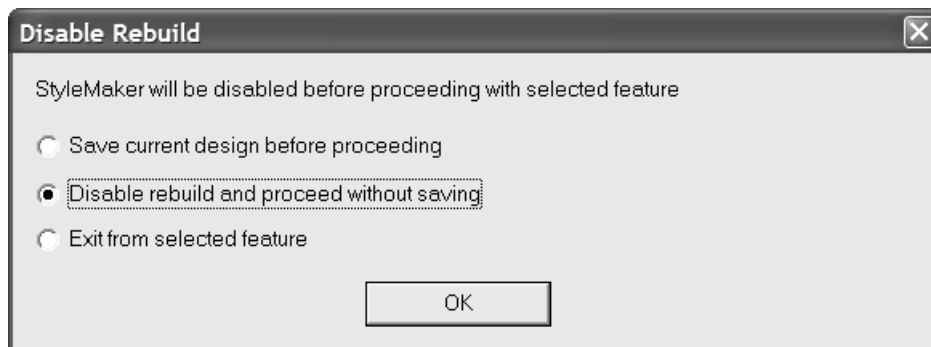 Disable Rebuild
StyleMaker will be disabled before proceeding with selected feature
Save current design before proceeding
Disable rebuild and proceed without saving
Exit from selected feature
OK